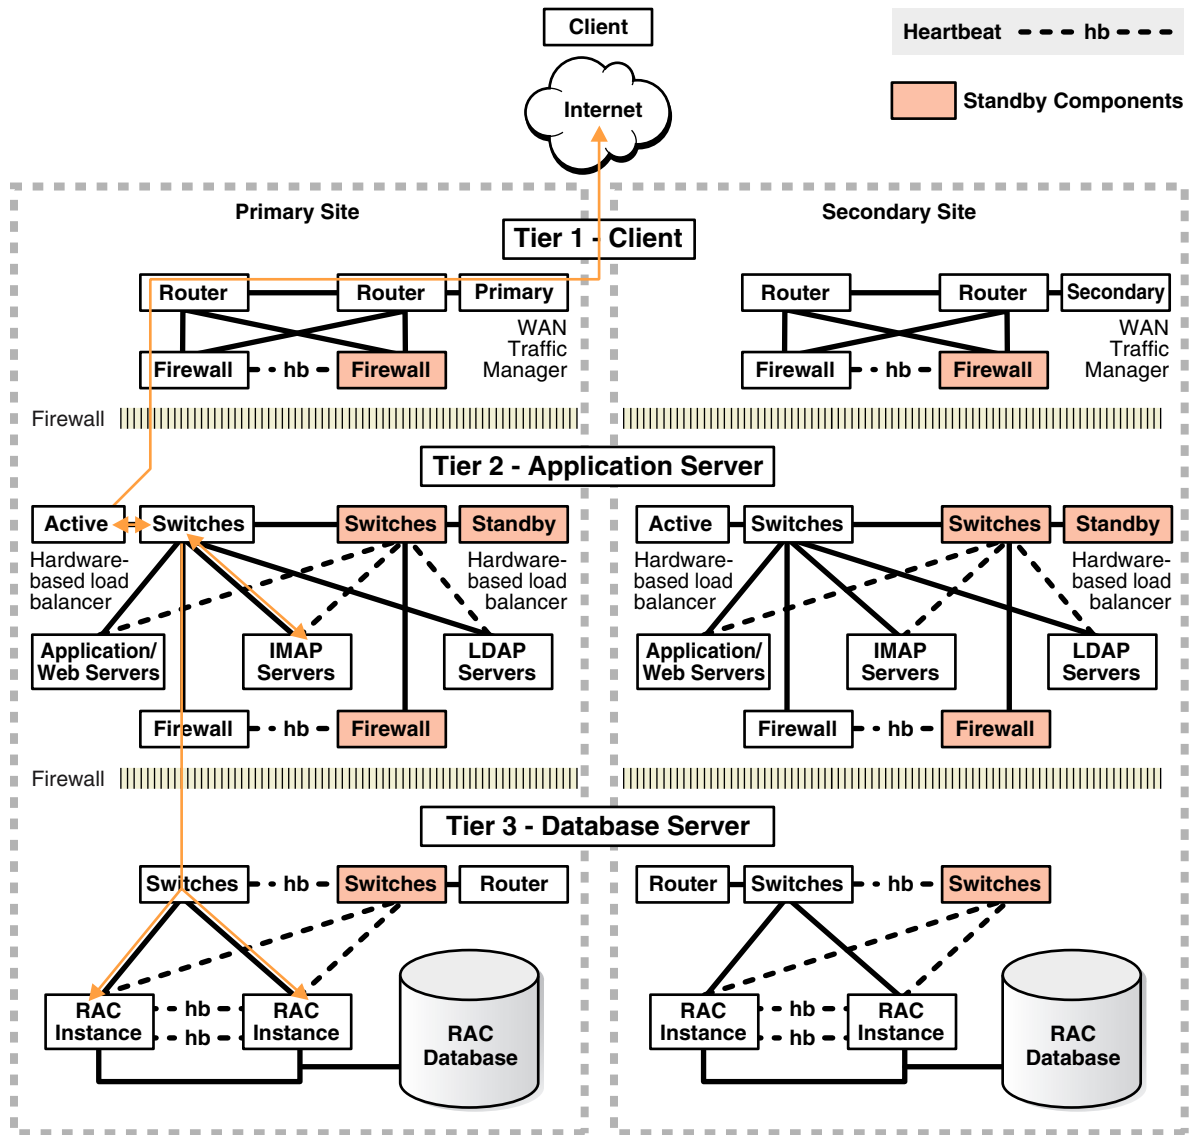 Client
Heartbeat hb
Internet
Standby Components
Primary Site
Secondary Site
Tier 1 - Client
Router
Router
Primary
Router
Router
Secondary
WAN
Traffic
Manager
WAN
Traffic
Manager
Firewall
hb
Firewall
Firewall
hb
Firewall
Firewall
Tier 2 - Application Server
Active
Switches
Switches
Standby
Active
Switches
Switches
Standby
Hardware-
based load
balancer
Hardware-
based load
balancer
Hardware-
based load
balancer
Hardware-
based load
balancer
Application/
Web Servers
IMAP
Servers
LDAP
Servers
Application/
Web Servers
IMAP
Servers
LDAP
Servers
Firewall
hb
Firewall
Firewall
hb
Firewall
Firewall
Tier 3 - Database Server
Switches
hb
Switches
Router
Router
Switches
hb
Switches
RAC
Instance
hb
hb
RAC
Instance
RAC
Database
RAC
Instance
hb
hb
RAC
Instance
RAC
Database